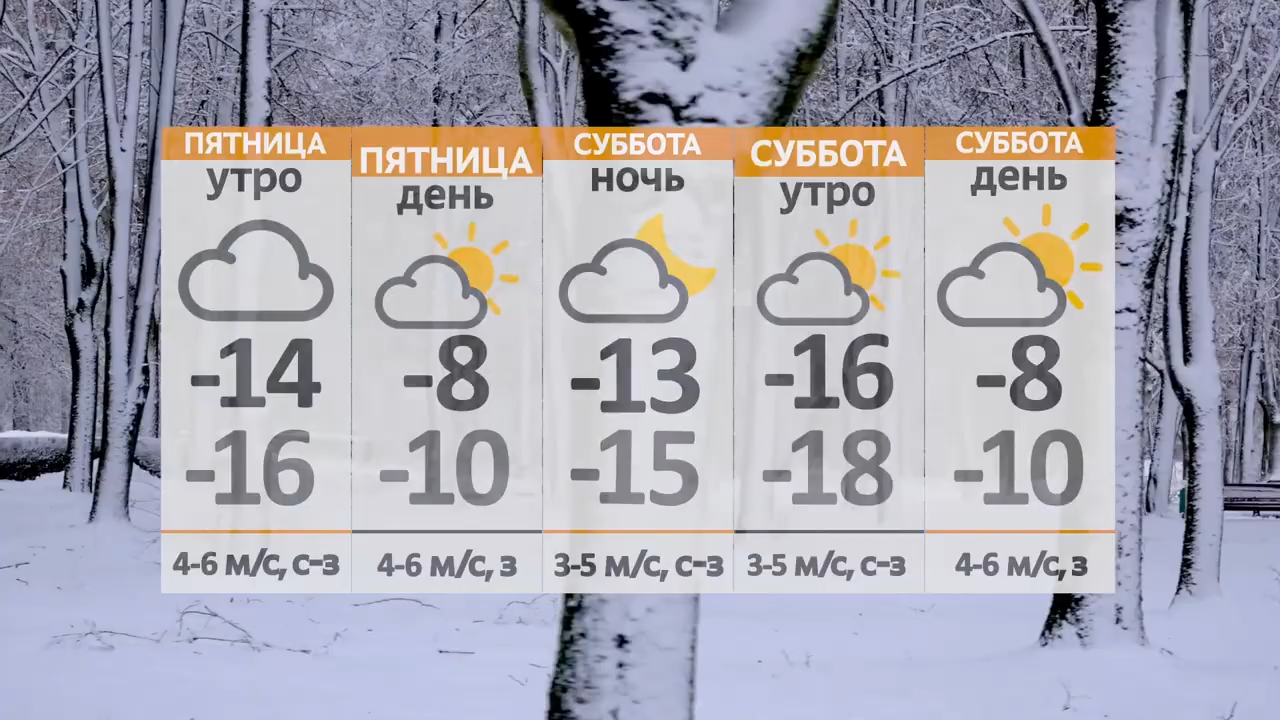 ПЯТНИЦА
утро
-14
-16
4-6 м/с, с-з
ПЯТНИЦА
день
-8
-10
4-6 м/с, з
СУББОТА
ночь
-13
-15
3-5 м/с, с-з
СУББОТА
утро
-16
-18
3-5 м/с, с-з
СУББОТА
день
-8
-10
4-6 м/с, з